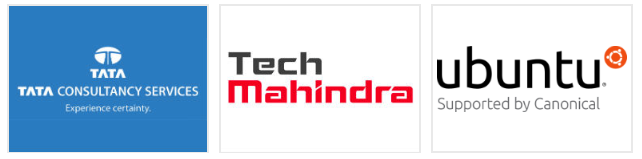 TATA
TATA CONSULTANCY SERVICES
Experience certainty.
Tech
Mahindra
ubuntu®
Supported by Canonical